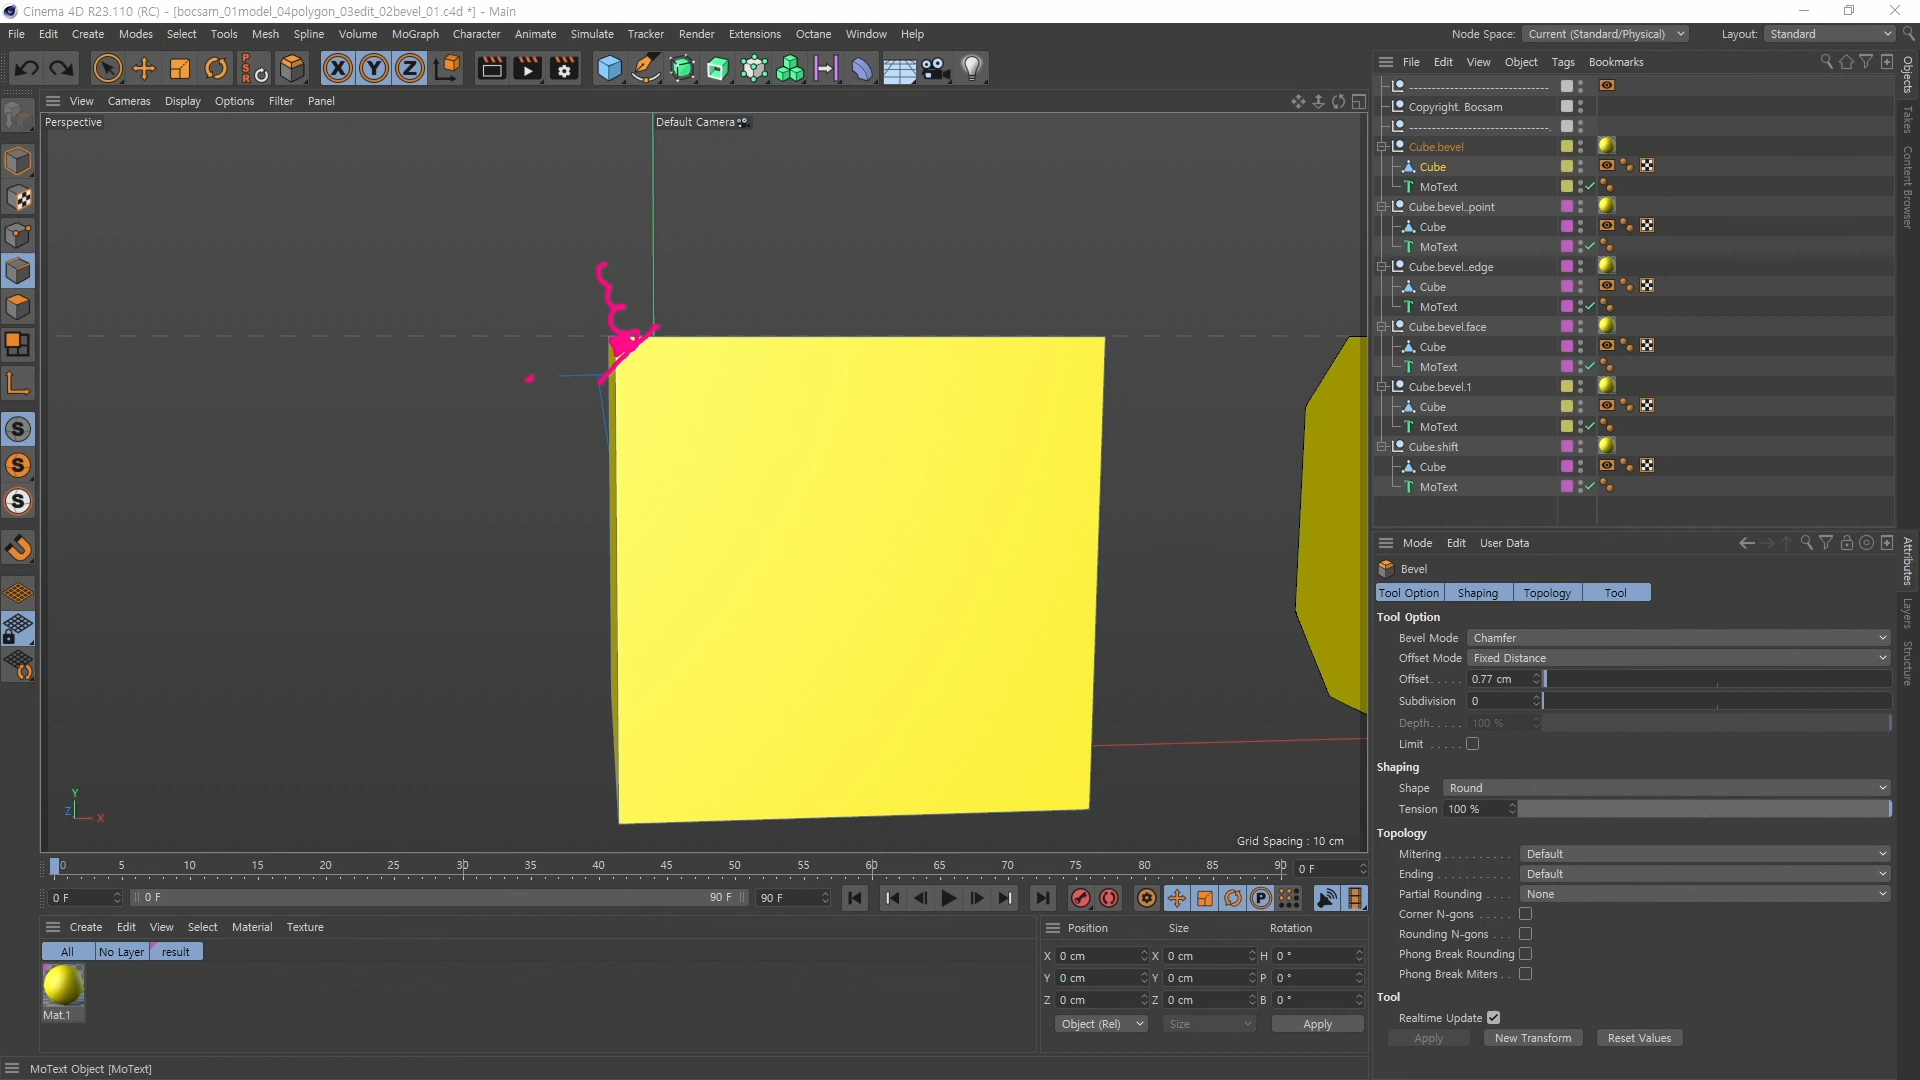 Cinema 4D R23.110 (RC) - [bocsam_01model_04polygon_03edit_02bevel_01.c4d *] - Main
File Edit Create Modes Select Tools Mesh Spline Volume MoGraph Character Animate Simulate Tracker Render Extensions Octane Window Help
Node Space: Current (Standard/Physical) Layout: Standard
X Y Z PSR
View Cameras Display Options Filter Panel
Perspective
Default Camera
Grid Spacing : 10 cm
Y
Z
X
File Edit View Object Tags Bookmarks
--------------------------------
Copyright. Bocsam
--------------------------------.
Cube.bevel
Cube
MoText
Cube.bevel..point
Cube
MoText
Cube.bevel..edge
Cube
MoText
Cube.bevel.face
Cube
MoText
Cube.bevel.1
Cube
MoText
Cube.shift
Cube
MoText
Objects
Takes
Content Browser
Mode Edit User Data
Bevel
Tool Option Shaping Topology Tool
Tool Option
Bevel Mode Chamfer
Offset Mode Fixed Distance
Offset. . . . . 0.77 cm
Subdivision 0
Depth. . . . . 100 %
Limit . . . . .
Shaping
Shape Round
Tension 100 %
Topology
Mitering . . . . . . . . . . Default
Ending . . . . . . . . . . . Default
Partial Rounding . . . . None
Corner N-gons . . . . .
Rounding N-gons . . .
Phong Break Rounding
Phong Break Miters . .
Tool
Realtime Update
Apply New Transform Reset Values
Attributes
Layers
Structure
0 5 10 15 20 25 30 35 40 45 50 55 60 65 70 75 80 85 90 0 F
0 F 0 F 90 F 90 F
Create Edit View Select Material Texture
All No Layer result
Mat.1
Position Size Rotation
X 0 cm X 0 cm H 0 °
Y 0 cm Y 0 cm P 0 °
Z 0 cm Z 0 cm B 0 °
Object (Rel) Size Apply
MoText Object [MoText]